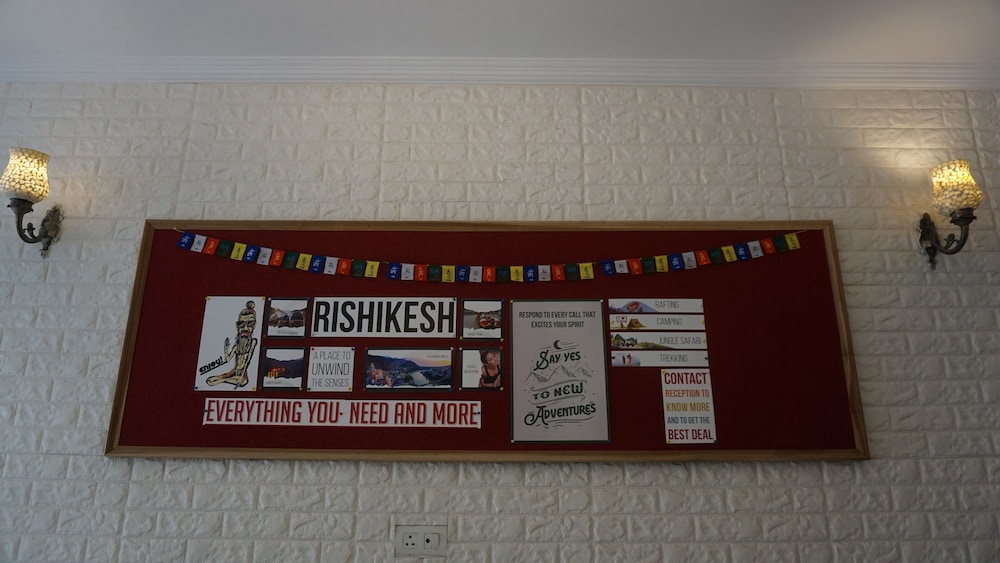 enjoy!
RISHIKESH
A PLACE TO
UNWIND
THE SENSES
EVERYTHING YOU NEED AND MORE
RESPOND TO EVERY CALL THAT
EXCITES YOUR SPIRIT
SAY YES
TO NEW
ADVENTURES
RAFTING
CAMPING
JUNGLE SAFARI
TREKKING
CONTACT
RECEPTION TO
KNOW MORE
AND TO GET THE
BEST DEAL